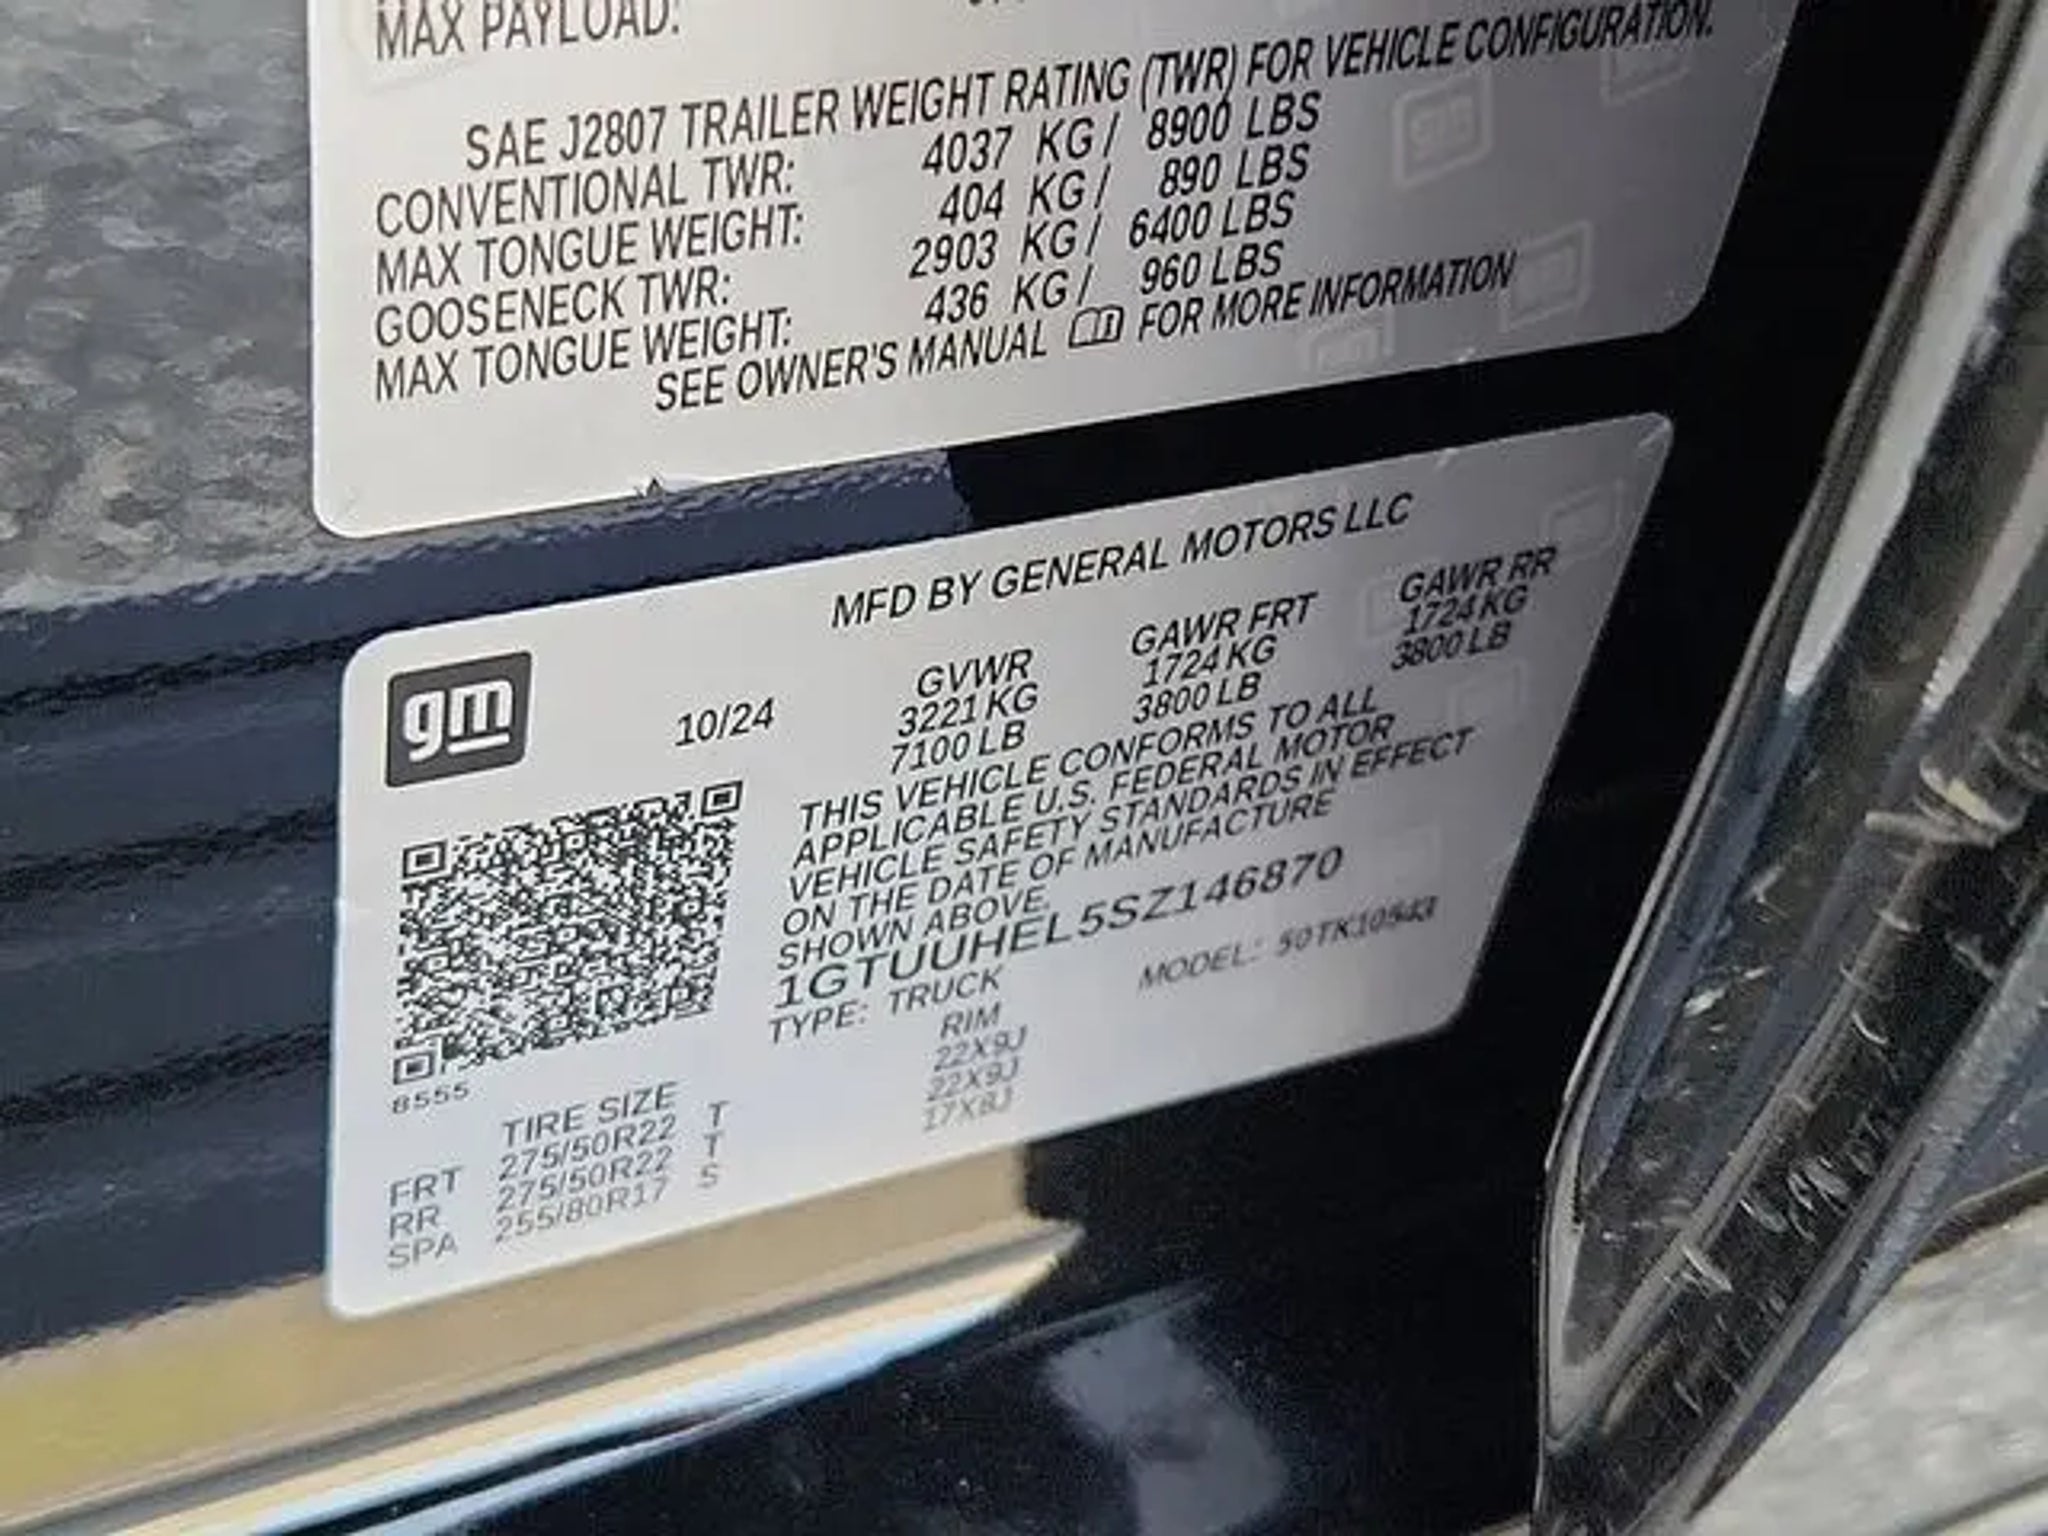 MAX PAYLOAD:
SAE J2807 TRAILER WEIGHT RATING (TWR) FOR VEHICLE CONFIGURATION.
CONVENTIONAL TWR: 4037 KG / 8900 LBS
MAX TONGUE WEIGHT: 404 KG / 890 LBS
GOOSENECK TWR: 2903 KG / 6400 LBS
MAX TONGUE WEIGHT: 436 KG / 960 LBS
SEE OWNER'S MANUAL FOR MORE INFORMATION
MFD BY GENERAL MOTORS LLC
gm
10/24
GVWR GAWR FRT GAWR RR
3221 KG 1724 KG 1724 KG
7100 LB 3800 LB 3800 LB
THIS VEHICLE CONFORMS TO ALL
APPLICABLE U.S. FEDERAL MOTOR
VEHICLE SAFETY STANDARDS IN EFFECT
ON THE DATE OF MANUFACTURE
SHOWN ABOVE.
1GTUUHEL5SZ146870
TYPE: TRUCK MODEL: 50TK10543
8555
TIRE SIZE RIM
FRT 275/50R22 T 22X9J
RR 275/50R22 T 22X9J
SPA 255/80R17 S 17X8J